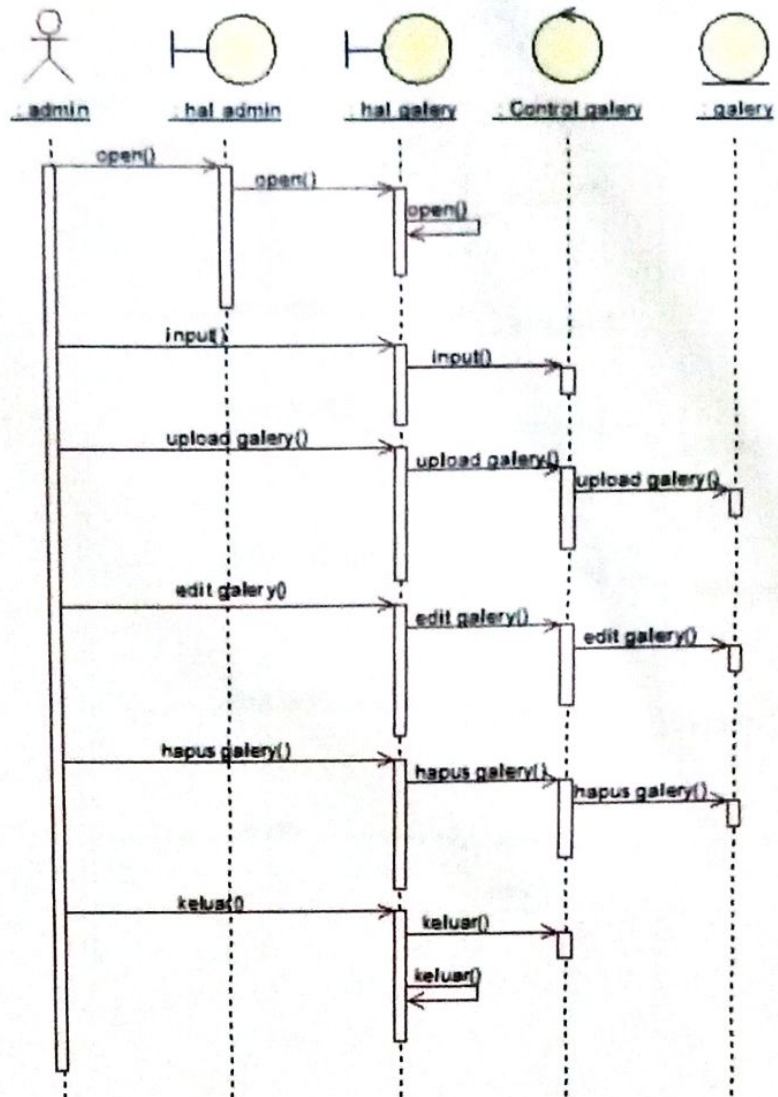 : admin
: hal admin
: hal galery
: Control galery
: galery
open()
open()
open()
input()
input()
upload galery()
upload galery()
upload galery()
edit galery()
edit galery()
edit galery()
hapus galery()
hapus galery()
hapus galery()
keluar()
keluar()
keluar()